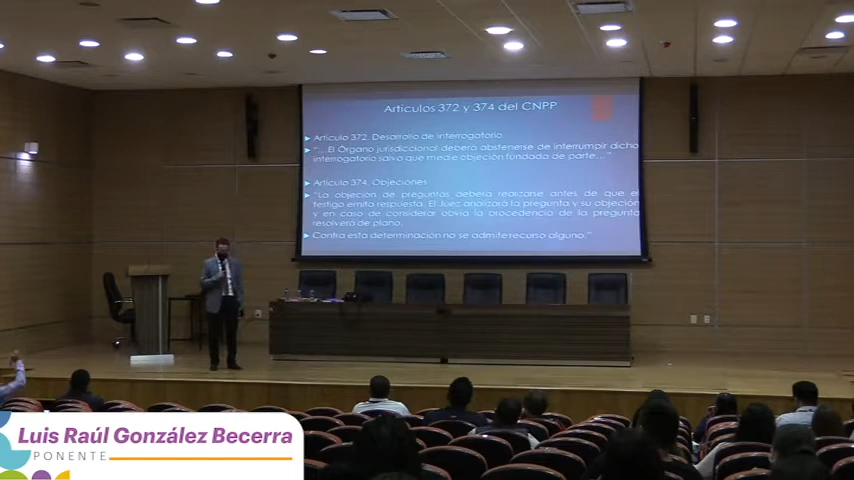 Artículos 372 y 374 del CNPP
Artículo 372. Desarrollo de interrogatorio
"…El Órgano jurisdiccional deberá abstenerse de interrumpir dicho
interrogatorio salvo que medie objeción fundada de parte…"
Artículo 374. Objeciones
"La objeción de preguntas deberá realizarse antes de que el
testigo emita respuesta. El Juez analizará la pregunta y su objeción
y en caso de considerar obvia la procedencia de la pregunta
resolverá de plano.
Contra esta determinación no se admite recurso alguno."
Luis Raúl González Becerra
PONENTE